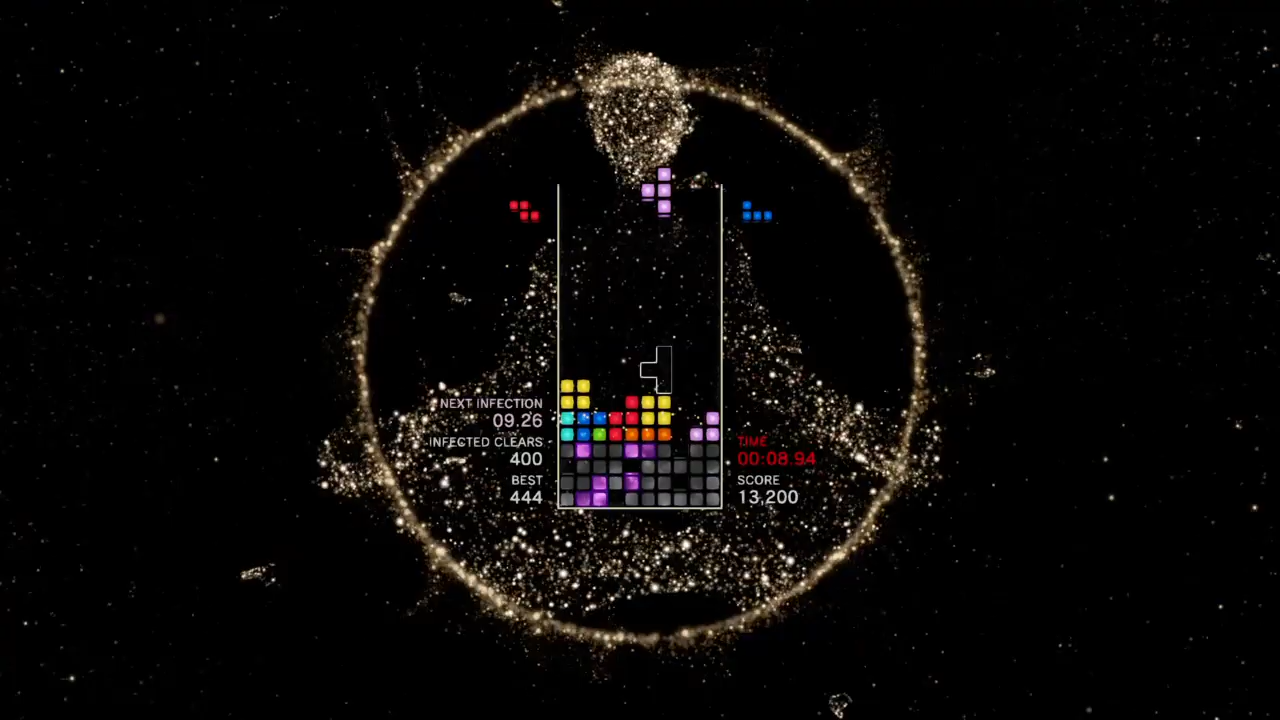 NEXT INFECTION
09.26
INFECTED CLEARS
400
BEST
444
TIME
00:08.94
SCORE
13,200